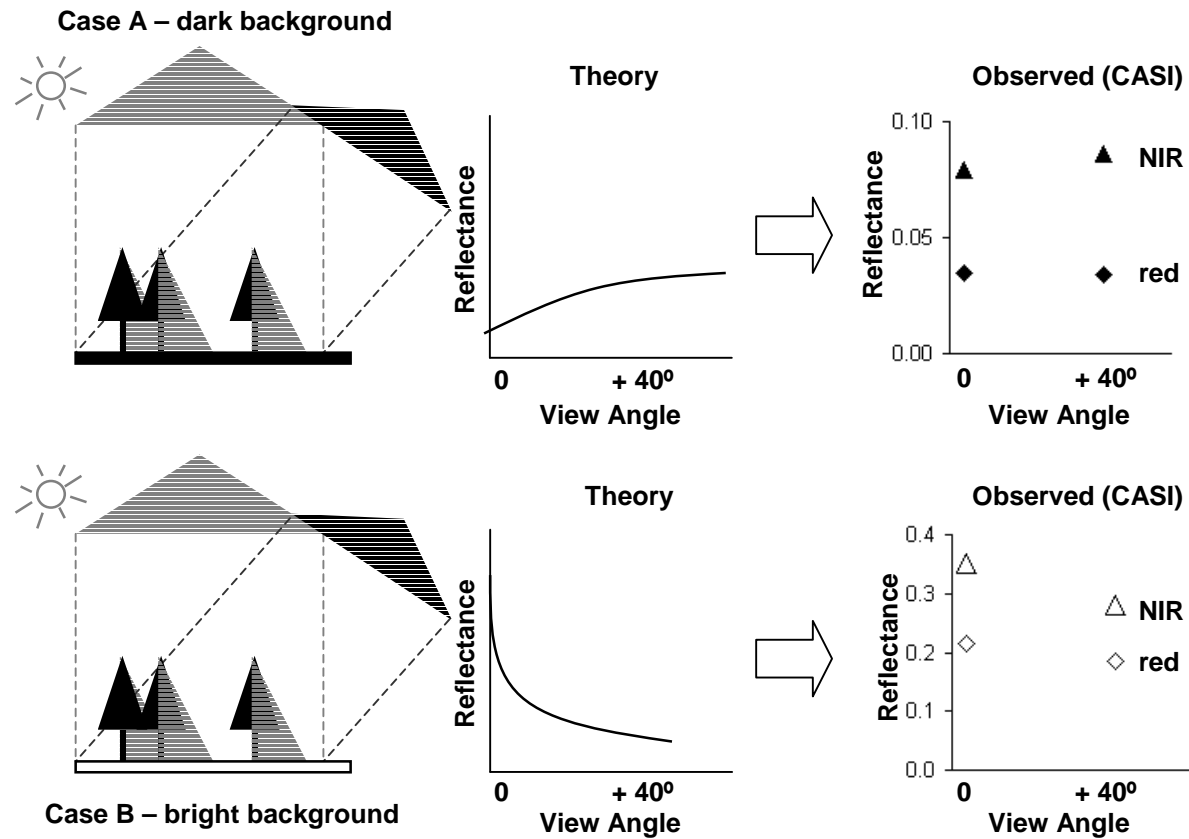 Case A – dark background
Theory
Observed (CASI)
Reflectance
0
+ 40º
View Angle
Reflectance
0.10
0.05
0.00
NIR
red
0
+ 40º
View Angle
Theory
Observed (CASI)
Reflectance
0
+ 40º
View Angle
Reflectance
0.4
0.3
0.2
0.1
0.0
NIR
red
0
+ 40º
View Angle
Case B – bright background